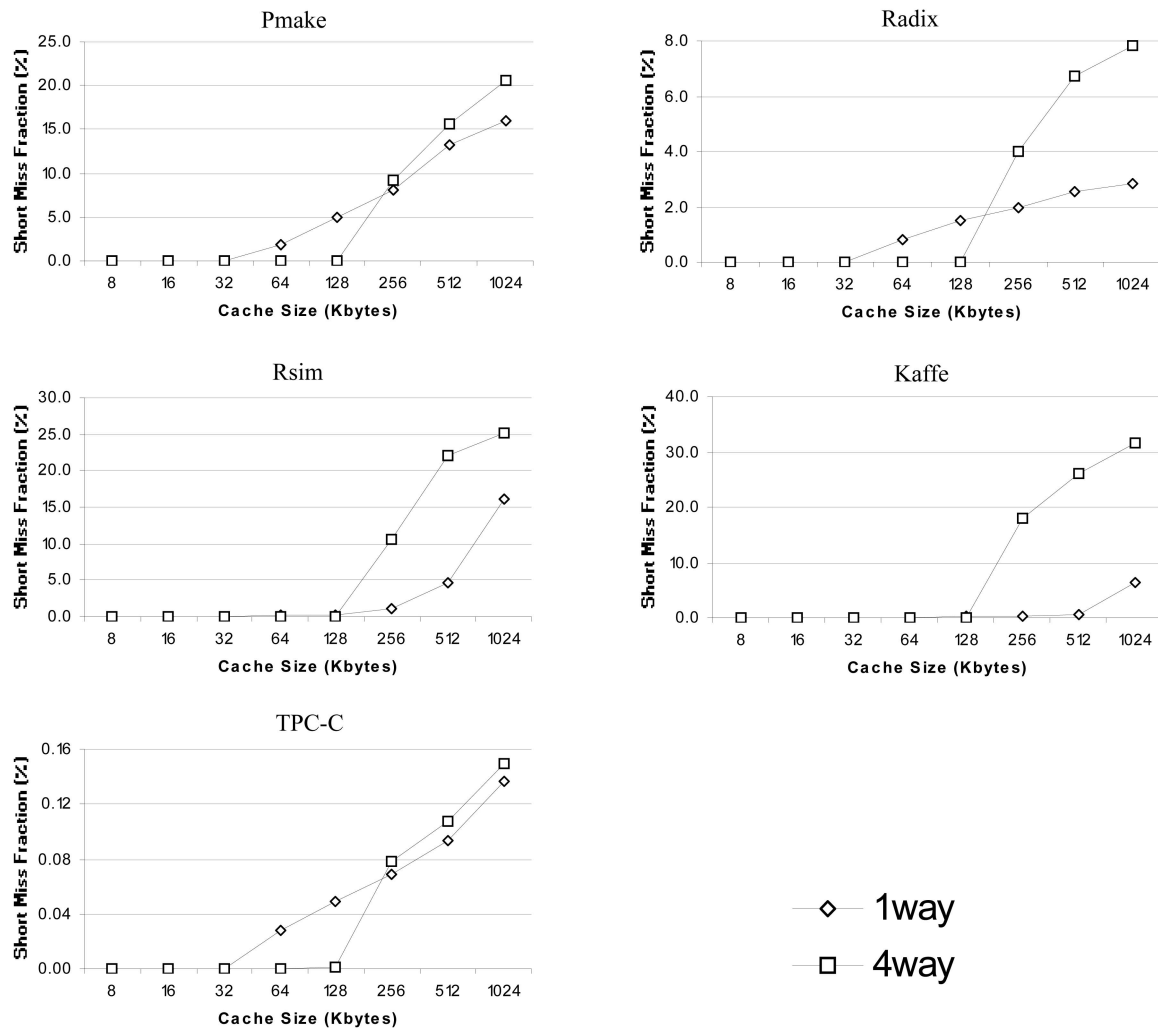 Pmake
Short Miss Fraction (%)
25.0
20.0
15.0
10.0
5.0
0.0
8 16 32 64 128 256 512 1024
Cache Size (Kbytes)
Radix
Short Miss Fraction (%)
8.0
6.0
4.0
2.0
0.0
8 16 32 64 128 256 512 1024
Cache Size (Kbytes)
Rsim
Short Miss Fraction (%)
30.0
25.0
20.0
15.0
10.0
5.0
0.0
8 16 32 64 128 256 512 1024
Cache Size (Kbytes)
Kaffe
Short Miss Fraction (%)
40.0
30.0
20.0
10.0
0.0
8 16 32 64 128 256 512 1024
Cache Size (Kbytes)
TPC-C
Short Miss Fraction (%)
0.16
0.12
0.08
0.04
0.00
8 16 32 64 128 256 512 1024
Cache Size (Kbytes)
1way
4way